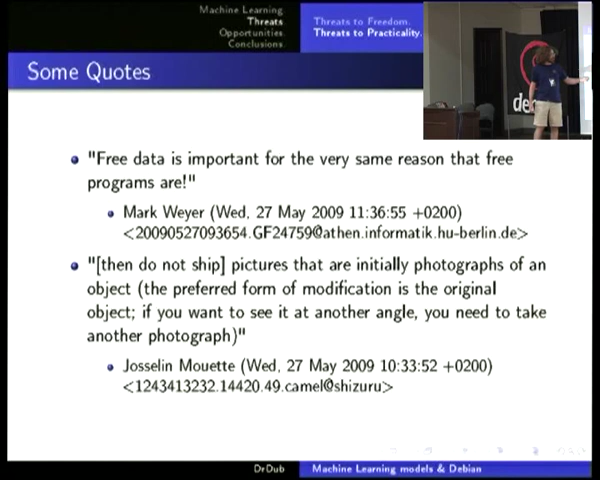 Machine Learning
Threats
Opportunities
Conclusions
Threats to Freedom.
Threats to Practicality.
Some Quotes
de
"Free data is important for the very same reason that free
programs are!"
Mark Weyer (Wed, 27 May 2009 11:36:55 +0200)
<20090527093654.GF24759@athen.informatik.hu-berlin.de>
"[then do not ship] pictures that are initially photographs of an
object (the preferred form of modification is the original
object; if you want to see it at another angle, you need to take
another photograph)"
Josselin Mouette (Wed, 27 May 2009 10:33:52 +0200)
<1243413232.14420.49.camel@shizuru>
DrDub
Machine Learning models & Debian